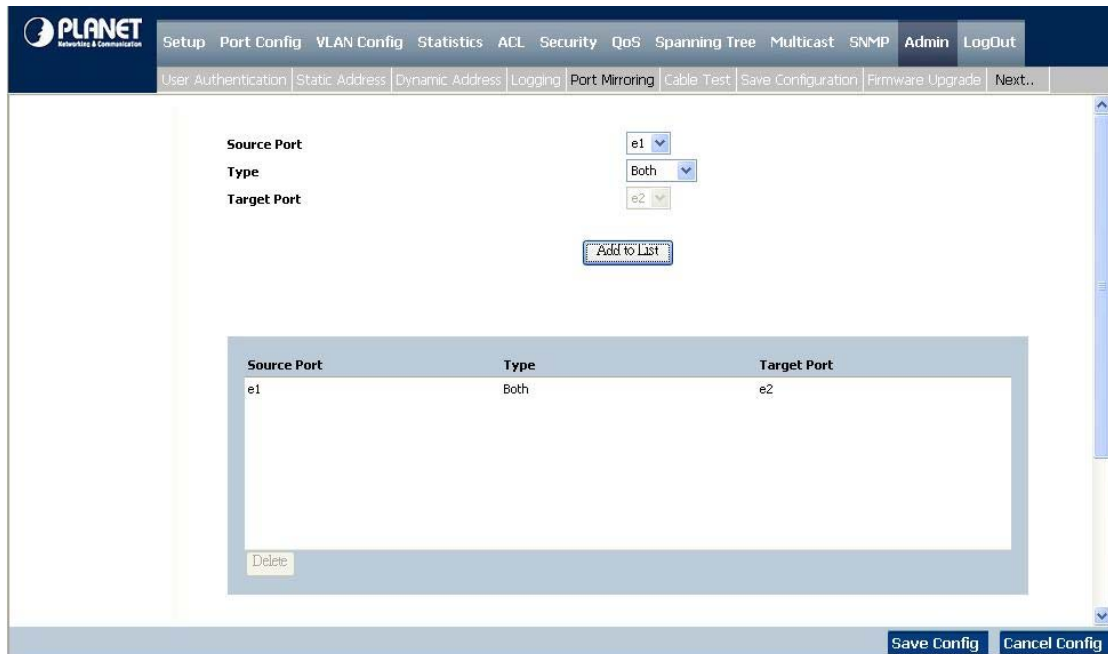 PLANET
Networking & Communication
Setup Port Config VLAN Config Statistics ACL Security QoS Spanning Tree Multicast SNMP Admin LogOut
User Authentication Static Address Dynamic Address Logging Port Mirroring Cable Test Save Configuration Firmware Upgrade Next..
Source Port e1
Type Both
Target Port e2
Add to List
Source Port Type Target Port
e1 Both e2
Delete
Save Config Cancel Config